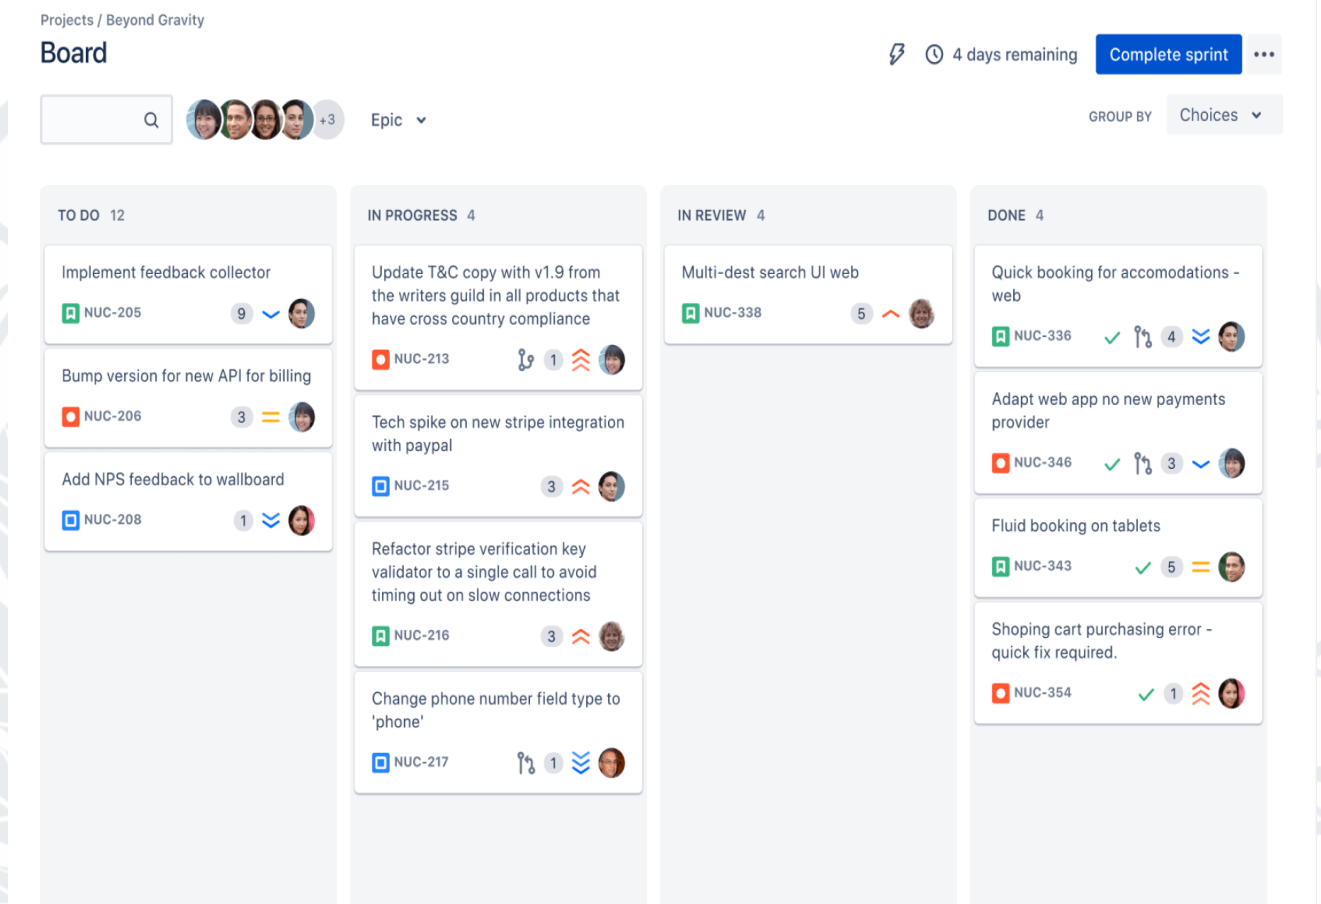 Projects / Beyond Gravity
Board
4 days remaining
Complete sprint
+3
Epic
GROUP BY
Choices
TO DO 12
Implement feedback collector
NUC-205
9
Bump version for new API for billing
NUC-206
3
Add NPS feedback to wallboard
NUC-208
1
IN PROGRESS 4
Update T&C copy with v1.9 from
the writers guild in all products that
have cross country compliance
NUC-213
1
Tech spike on new stripe integration
with paypal
NUC-215
3
Refactor stripe verification key
validator to a single call to avoid
timing out on slow connections
NUC-216
3
Change phone number field type to
'phone'
NUC-217
1
IN REVIEW 4
Multi-dest search UI web
NUC-338
5
DONE 4
Quick booking for accomodations -
web
NUC-336
4
Adapt web app no new payments
provider
NUC-346
3
Fluid booking on tablets
NUC-343
5
Shoping cart purchasing error -
quick fix required.
NUC-354
1